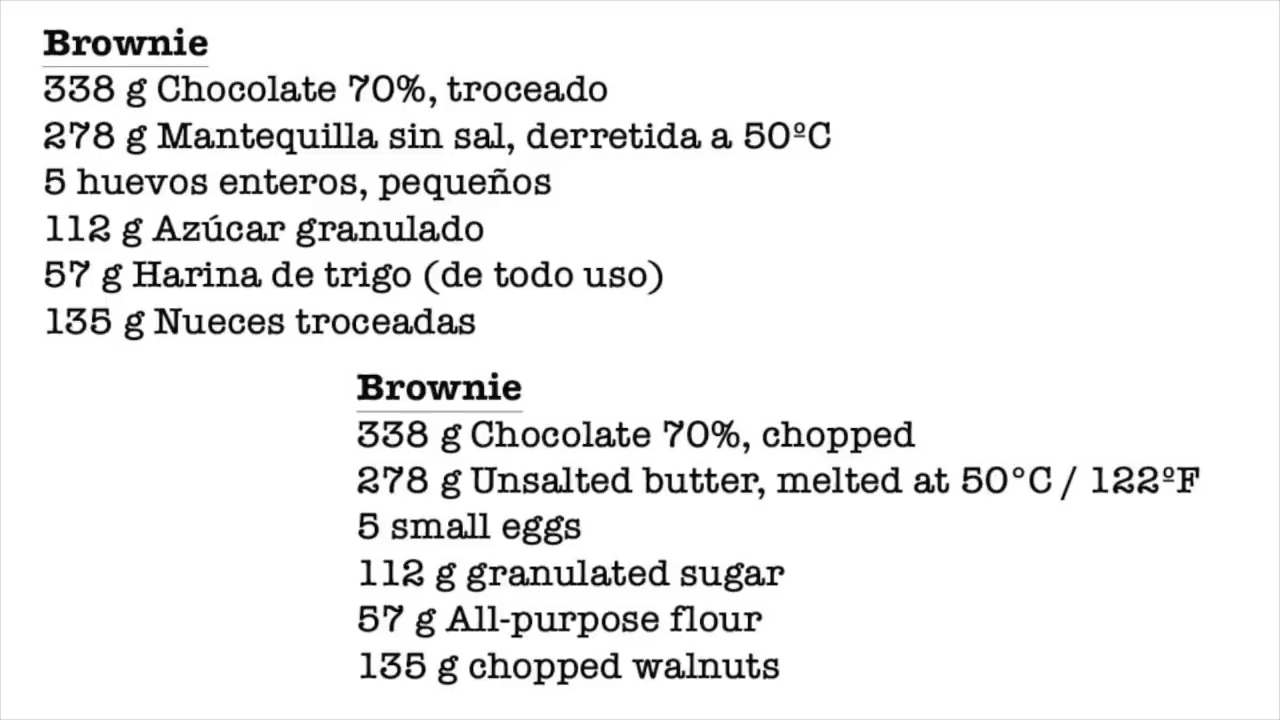 Brownie
338 g Chocolate 70%, troceado
278 g Mantequilla sin sal, derretida a 50ºC
5 huevos enteros, pequeños
112 g Azúcar granulado
57 g Harina de trigo (de todo uso)
135 g Nueces troceadas
Brownie
338 g Chocolate 70%, chopped
278 g Unsalted butter, melted at 50°C / 122ºF
5 small eggs
112 g granulated sugar
57 g All-purpose flour
135 g chopped walnuts